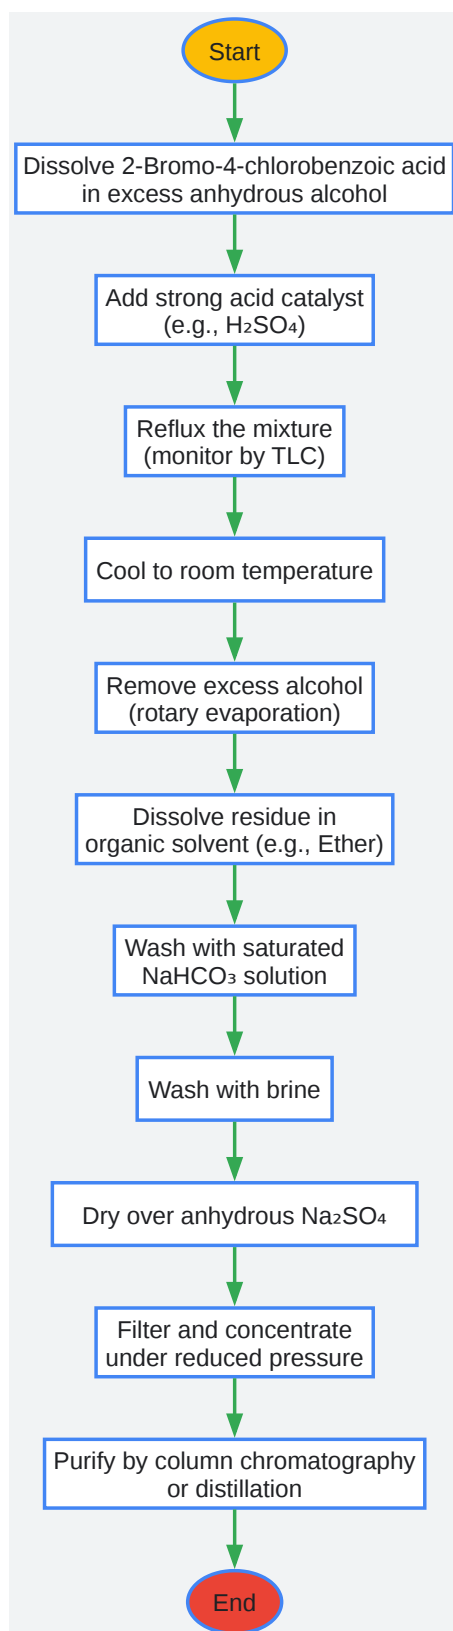 Start
Dissolve 2-Bromo-4-chlorobenzoic acid
in excess anhydrous alcohol
Add strong acid catalyst
(e.g., H₂SO₄)
Reflux the mixture
(monitor by TLC)
Cool to room temperature
Remove excess alcohol
(rotary evaporation)
Dissolve residue in
organic solvent (e.g., Ether)
Wash with saturated
NaHCO₃ solution
Wash with brine
Dry over anhydrous Na₂SO₄
Filter and concentrate
under reduced pressure
Purify by column chromatography
or distillation
End